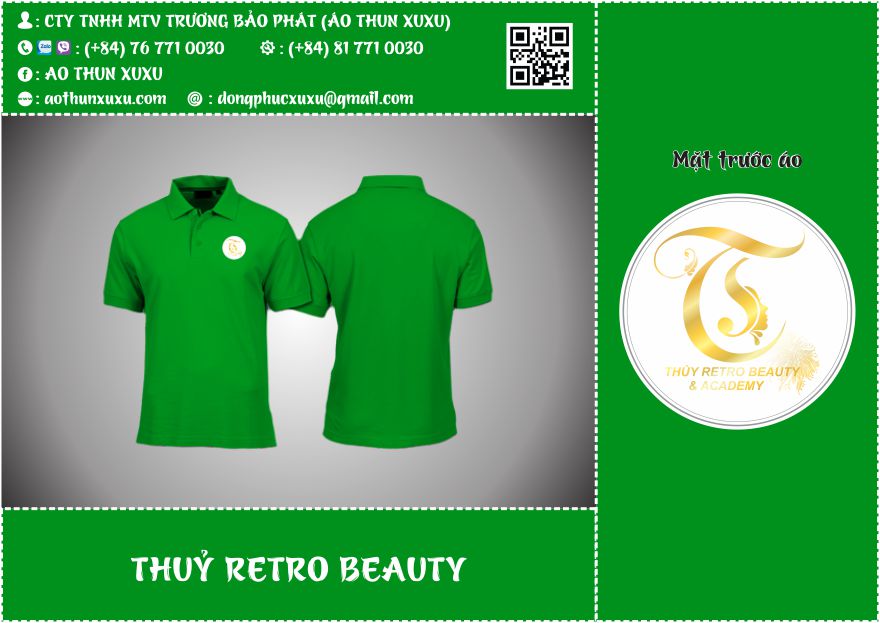 : CTY TNHH MTV TRƯƠNG BẢO PHÁT (ÁO THUN XUXU)
: (+84) 76 771 0030 : (+84) 81 771 0030
: AO THUN XUXU
: aothunxuxu.com @ : dongphucxuxu@gmail.com
Mặt trước áo
THỦY RETRO BEAUTY
& ACADEMY
THUỶ RETRO BEAUTY